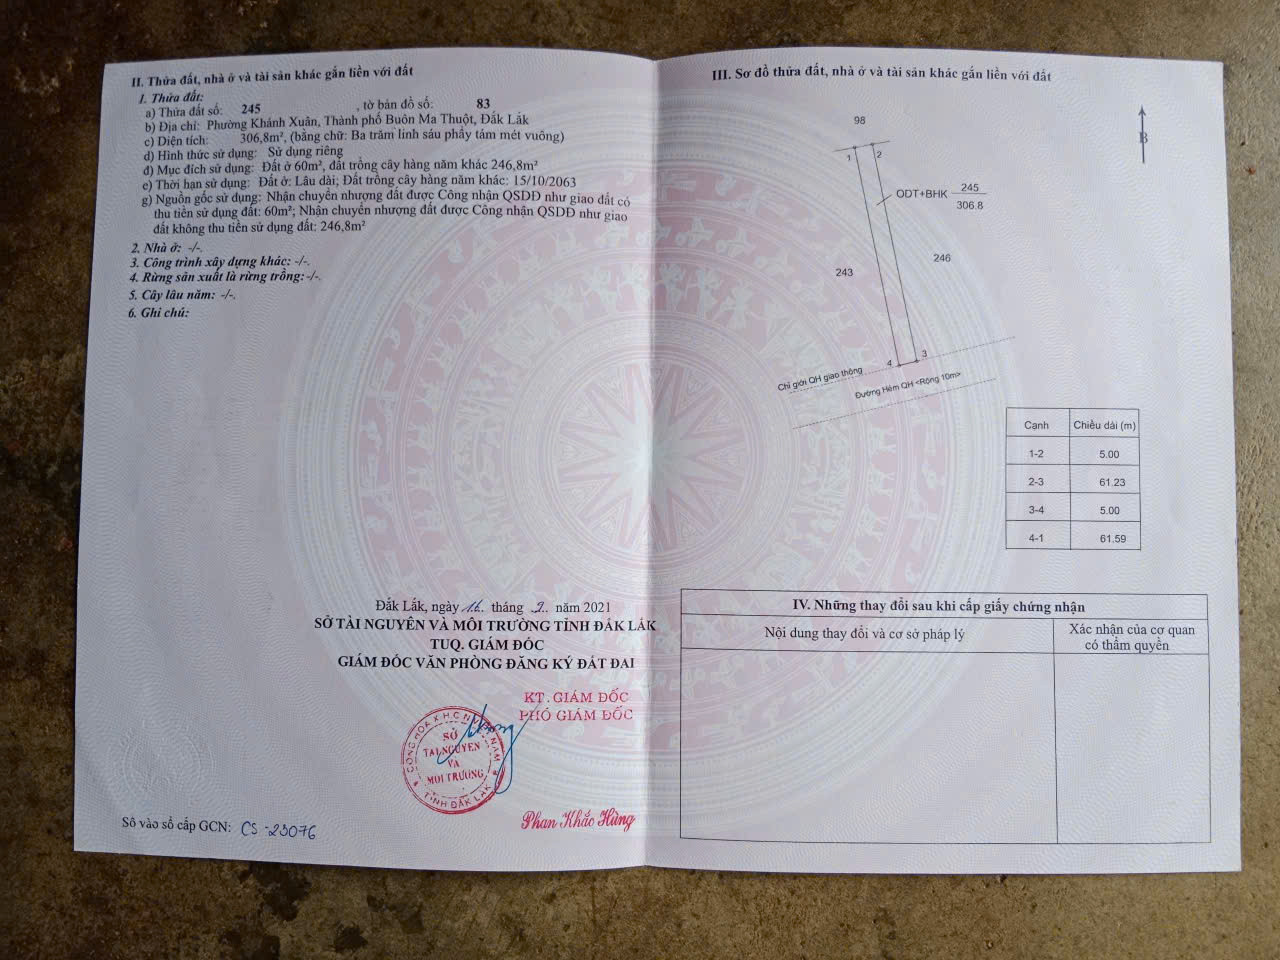 II. Thửa đất, nhà ở và tài sản khác gắn liền với đất
1. Thửa đất:
a) Thửa đất số: 245 , tờ bản đồ số: 83
b) Địa chỉ: Phường Khánh Xuân, Thành phố Buôn Ma Thuột, Đắk Lắk
c) Diện tích: 306,8m², (bằng chữ: Ba trăm linh sáu phẩy tám mét vuông)
d) Hình thức sử dụng: Sử dụng riêng
đ) Mục đích sử dụng: Đất ở 60m², đất trồng cây hàng năm khác 246,8m²
e) Thời hạn sử dụng: Đất ở: Lâu dài; Đất trồng cây hàng năm khác: 15/10/2063
g) Nguồn gốc sử dụng: Nhận chuyển nhượng đất được Công nhận QSDĐ như giao đất có
thu tiền sử dụng đất: 60m²; Nhận chuyển nhượng đất được Công nhận QSDĐ như giao
đất không thu tiền sử dụng đất: 246,8m²
2. Nhà ở: -/-.
3. Công trình xây dựng khác: -/-.
4. Rừng sản xuất là rừng trồng: -/-.
5. Cây lâu năm: -/-.
6. Ghi chú:
Đắk Lắk, ngày 16 tháng 9 năm 2021
SỞ TÀI NGUYÊN VÀ MÔI TRƯỜNG TỈNH ĐẮK LẮK
TUQ. GIÁM ĐỐC
GIÁM ĐỐC VĂN PHÒNG ĐĂNG KÝ ĐẤT ĐAI
KT. GIÁM ĐỐC
PHÓ GIÁM ĐỐC
CỘNG HÒA X.H.C.N VIỆT NAM
SỞ
TÀI NGUYÊN
VÀ
MÔI TRƯỜNG
TỈNH ĐẮK LẮK
Phan Khắc Hùng
Số vào sổ cấp GCN: CS-23076
III. Sơ đồ thửa đất, nhà ở và tài sản khác gắn liền với đất
98
B
1
2
ODT+BHK 245
306.8
243
246
4
3
Chỉ giới QH giao thông
Đường Hẻm QH <Rộng 10m>
Cạnh Chiều dài (m)
1-2 5.00
2-3 61.23
3-4 5.00
4-1 61.59
IV. Những thay đổi sau khi cấp giấy chứng nhận
Nội dung thay đổi và cơ sở pháp lý
Xác nhận của cơ quan
có thẩm quyền